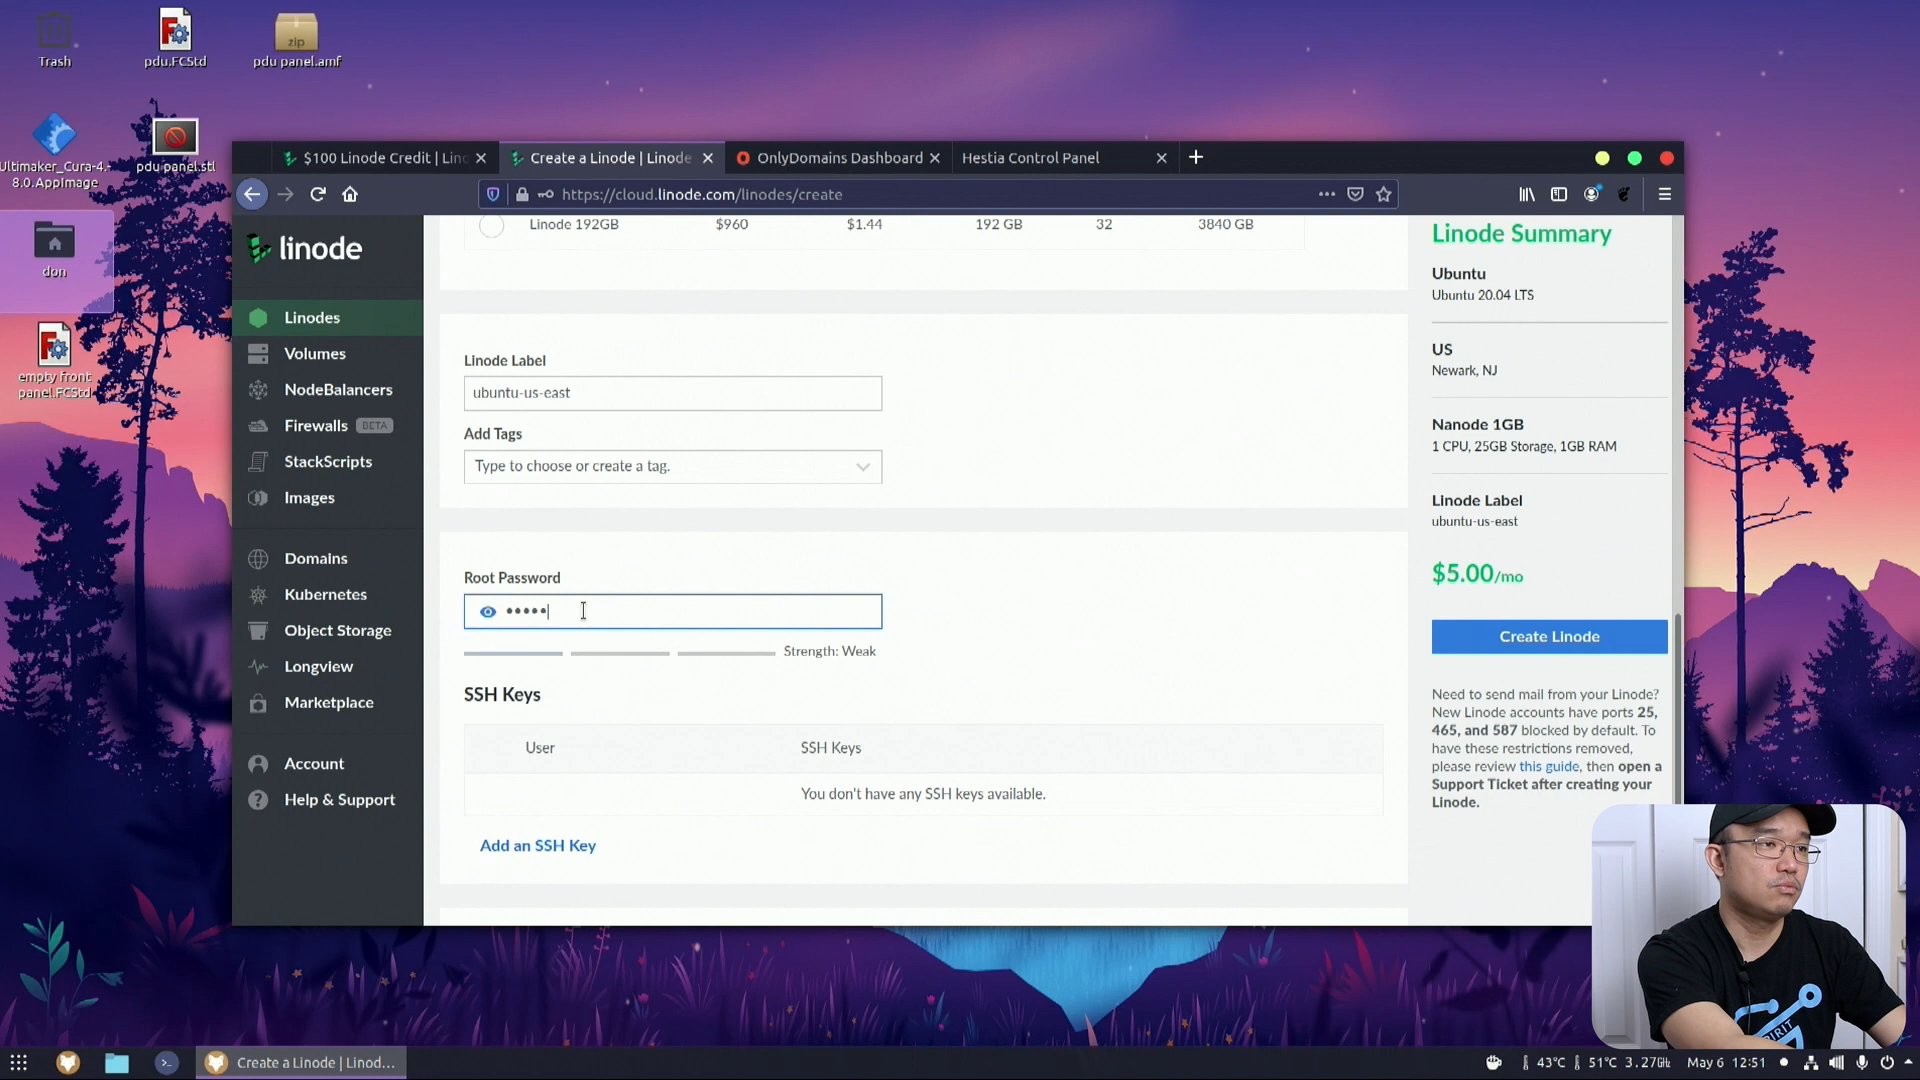 Trash
pdu.FCStd
zip
pdu panel.amf
Ultimaker_Cura-4.-
8.0.AppImage
pdu panel.stl
don
empty front
panel.FCStd
$100 Linode Credit | Lin
Create a Linode | Linode
OnlyDomains Dashboard
Hestia Control Panel
https://cloud.linode.com/linodes/create
linode
Linodes
Volumes
NodeBalancers
Firewalls BETA
StackScripts
Images
Domains
Kubernetes
Object Storage
Longview
Marketplace
Account
Help & Support
Linode 192GB $960 $1.44 192 GB 32 3840 GB
Linode Label
ubuntu-us-east
Add Tags
Type to choose or create a tag.
Root Password
•••••
Strength: Weak
SSH Keys
User SSH Keys
You don't have any SSH keys available.
Add an SSH Key
Linode Summary
Ubuntu
Ubuntu 20.04 LTS
US
Newark, NJ
Nanode 1GB
1 CPU, 25GB Storage, 1GB RAM
Linode Label
ubuntu-us-east
$5.00/mo
Create Linode
Need to send mail from your Linode?
New Linode accounts have ports 25,
465, and 587 blocked by default. To
have these restrictions removed,
please review this guide, then open a
Support Ticket after creating your
Linode.
Create a Linode | Linod...
43°C 51°C 3.27GHz May 6 12:51